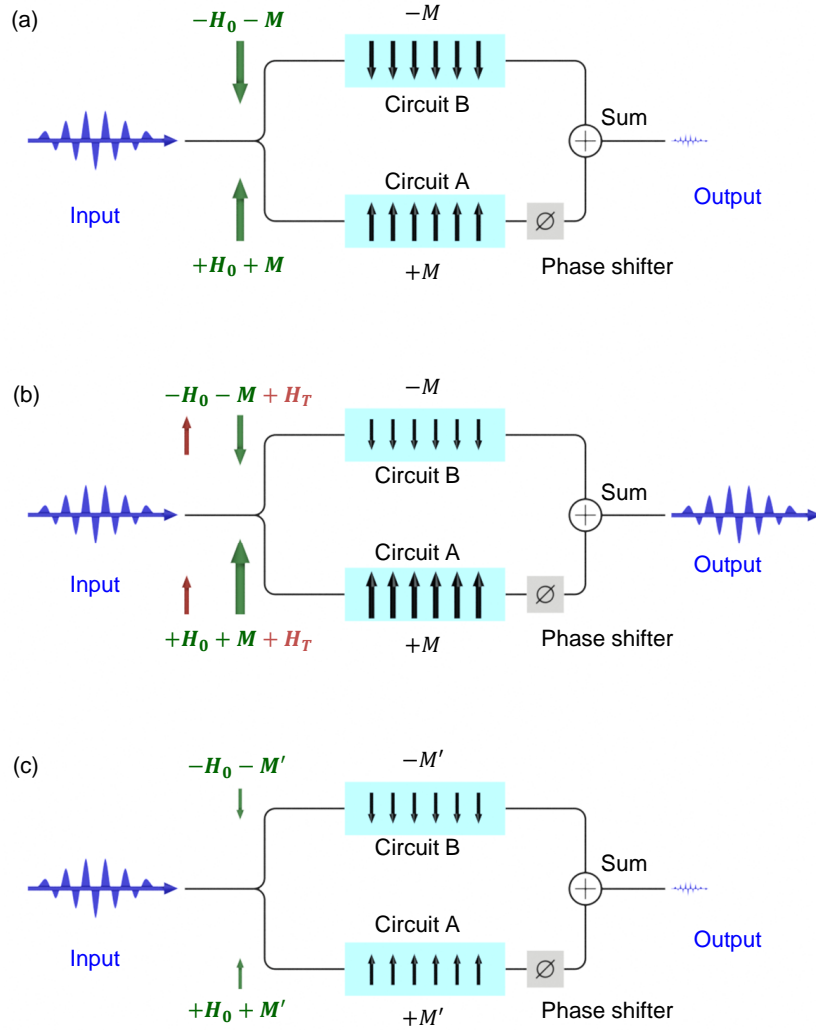 (a)
−H₀ − M
−M
Circuit B
Sum
Input
Circuit A
Output
∅
+H₀ + M
+M
Phase shifter
(b)
−H₀ − M + H_T
−M
Circuit B
Sum
Input
Circuit A
Output
∅
+H₀ + M + H_T
+M
Phase shifter
(c)
−H₀ − M′
−M′
Circuit B
Sum
Input
Circuit A
Output
∅
+H₀ + M′
+M′
Phase shifter